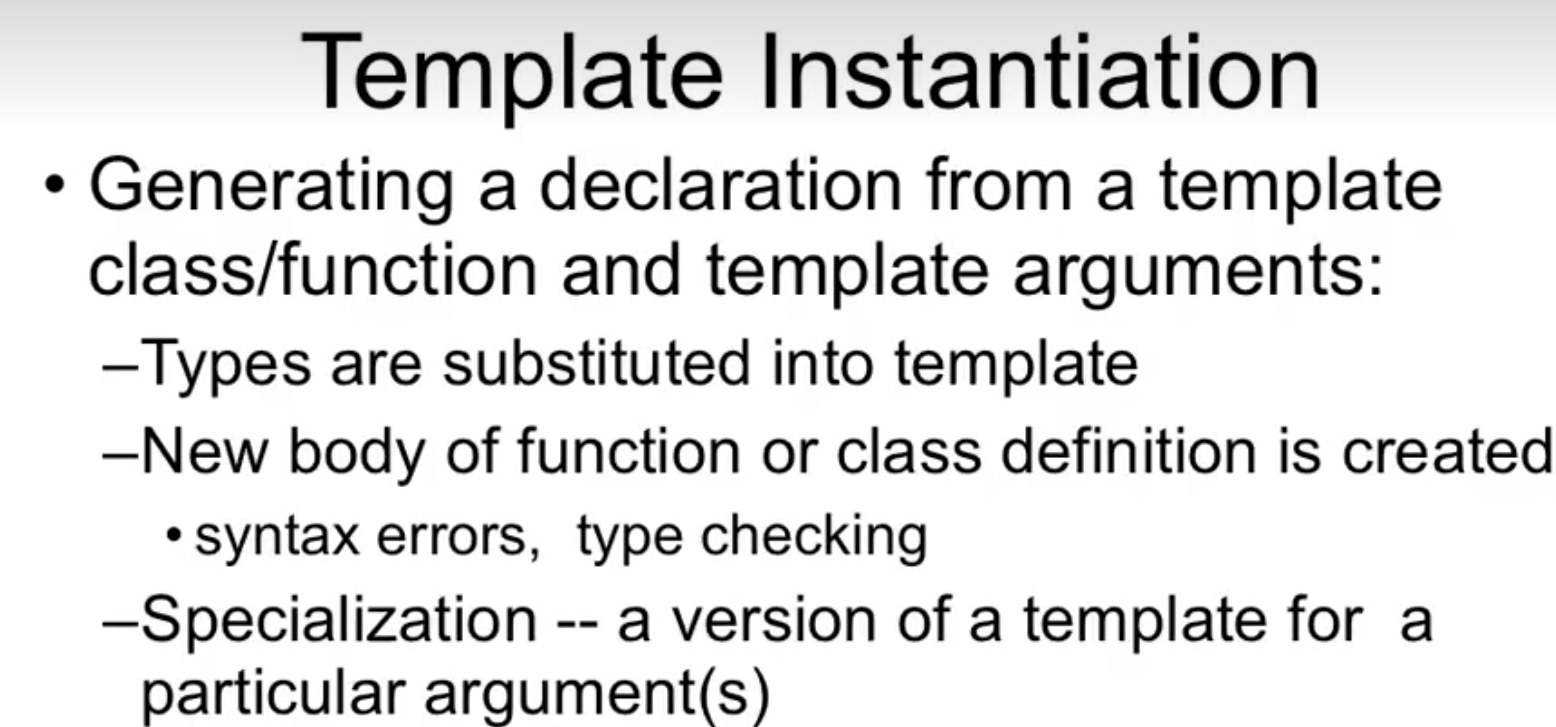 Template Instantiation
• Generating a declaration from a template
class/function and template arguments:
–Types are substituted into template
–New body of function or class definition is created
• syntax errors,  type checking
–Specialization -- a version of a template for  a
particular argument(s)